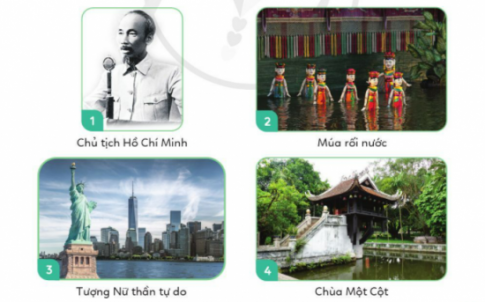 1
Chủ tịch Hồ Chí Minh
2
Múa rối nước
3
Tượng Nữ thần tự do
4
Chùa Một Cột